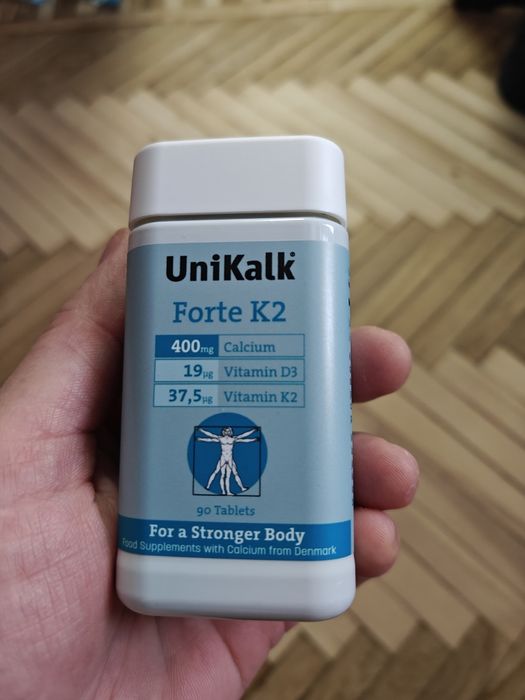 UniKalk®
Forte K2
400mg Calcium
19µg Vitamin D3
37,5µg Vitamin K2
90 Tablets
For a Stronger Body
Food Supplements with Calcium from Denmark